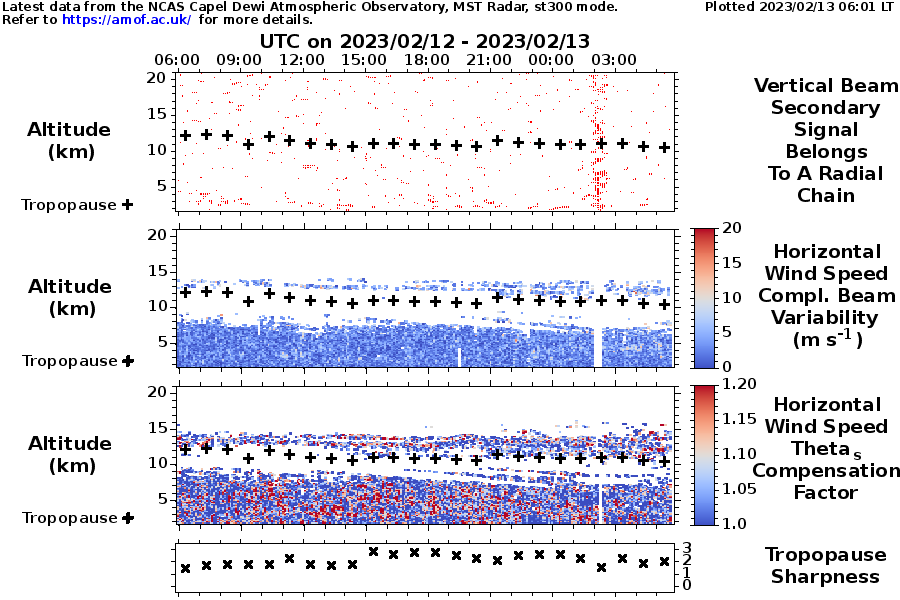 Latest data from the NCAS Capel Dewi Atmospheric Observatory, MST Radar, st300 mode.
Plotted 2023/02/13 06:01 LT
Refer to https://amof.ac.uk/ for more details.
UTC on 2023/02/12 - 2023/02/13
06:00 09:00 12:00 15:00 18:00 21:00 00:00 03:00
20
15
10
5
Altitude
(km)
Tropopause
Vertical Beam
Secondary
Signal
Belongs
To A Radial
Chain
20
15
10
5
Altitude
(km)
Tropopause
20
15
10
5
0
Horizontal
Wind Speed
Compl. Beam
Variability
(m s-1)
20
15
10
5
Altitude
(km)
Tropopause
1.20
1.15
1.10
1.05
1.0
Horizontal
Wind Speed
Theta s
Compensation
Factor
3
2
1
0
Tropopause
Sharpness